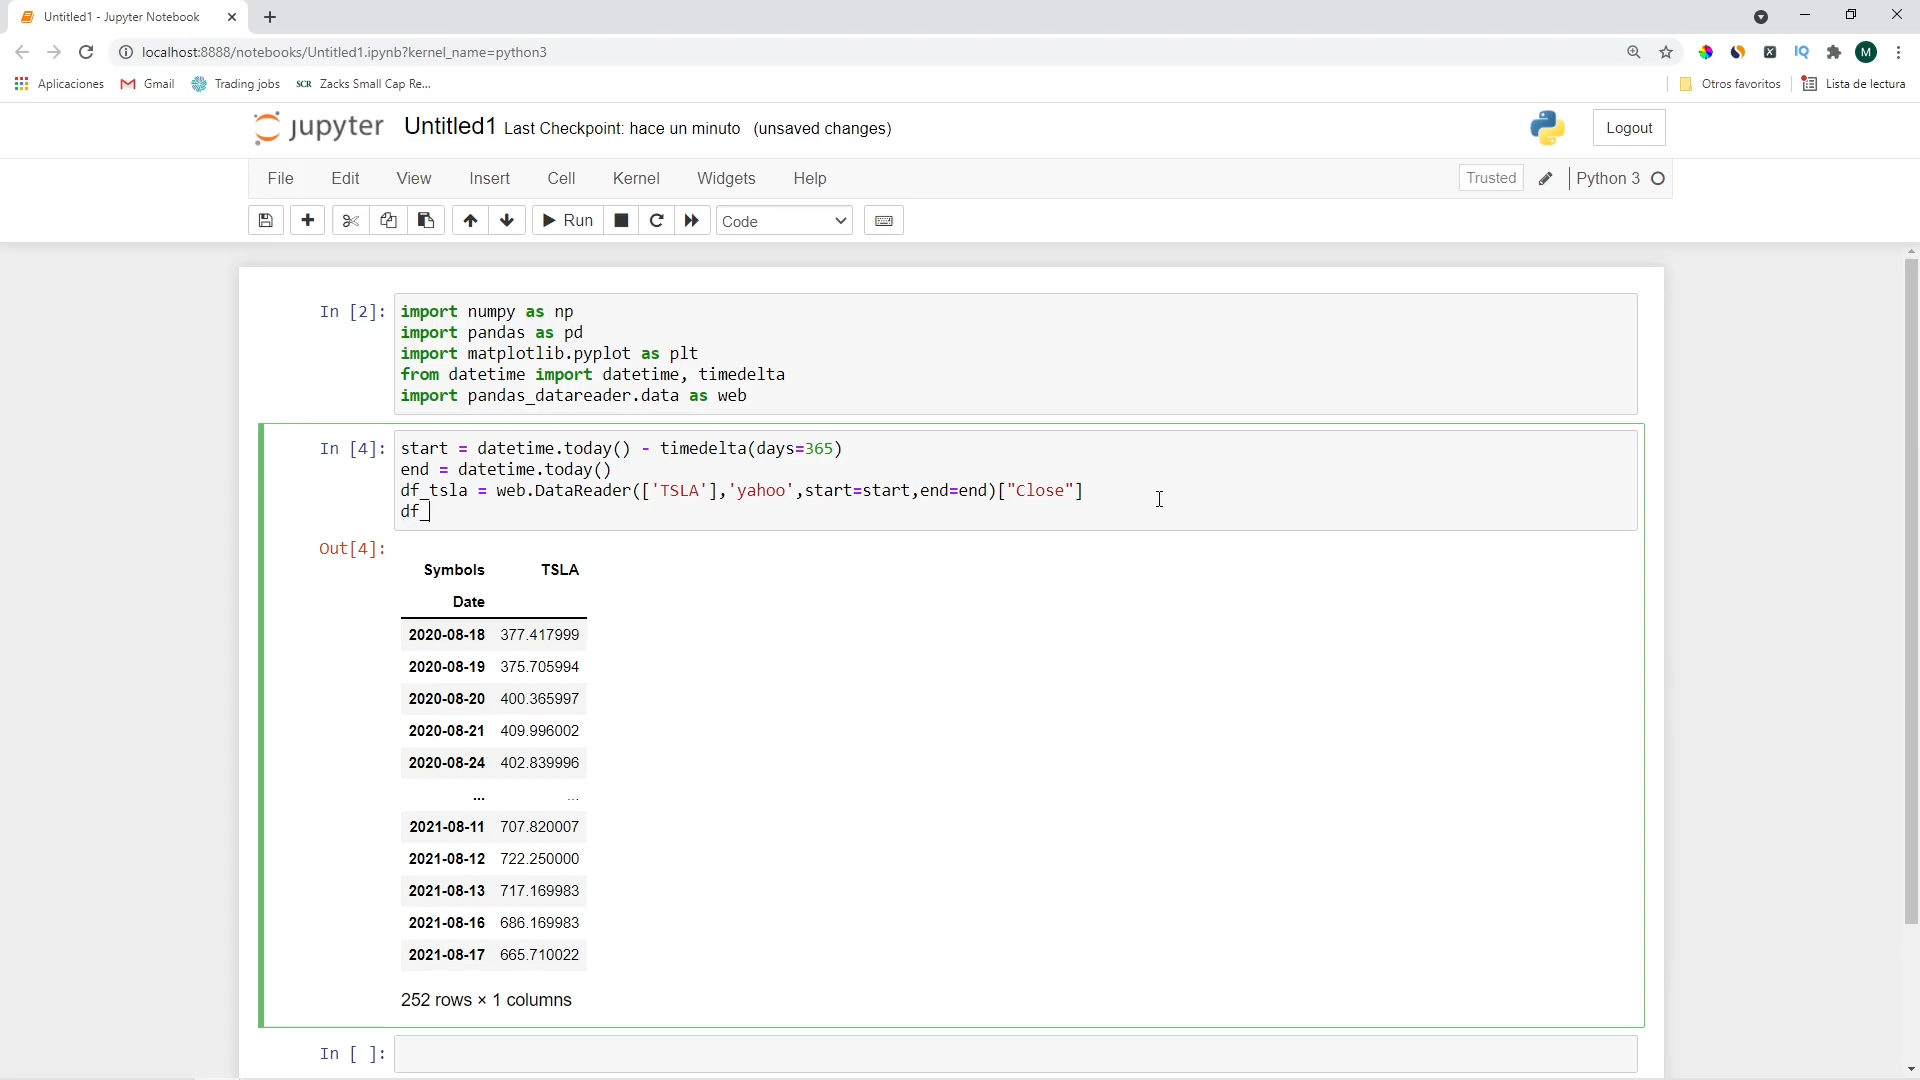 Untitled1 - Jupyter Notebook
localhost:8888/notebooks/Untitled1.ipynb?kernel_name=python3
M
Aplicaciones Gmail Trading jobs SCR Zacks Small Cap Re... Otros favoritos Lista de lectura
jupyter Untitled1 Last Checkpoint: hace un minuto (unsaved changes) Logout
File Edit View Insert Cell Kernel Widgets Help Trusted Python 3
Run Code
In [2]: import numpy as np
import pandas as pd
import matplotlib.pyplot as plt
from datetime import datetime, timedelta
import pandas_datareader.data as web
In [4]: start = datetime.today() - timedelta(days=365)
end = datetime.today()
df_tsla = web.DataReader(['TSLA'],'yahoo',start=start,end=end)["Close"]
df_
Out[4]:
Symbols TSLA
Date
2020-08-18 377.417999
2020-08-19 375.705994
2020-08-20 400.365997
2020-08-21 409.996002
2020-08-24 402.839996
... ...
2021-08-11 707.820007
2021-08-12 722.250000
2021-08-13 717.169983
2021-08-16 686.169983
2021-08-17 665.710022
252 rows × 1 columns
In [ ]: